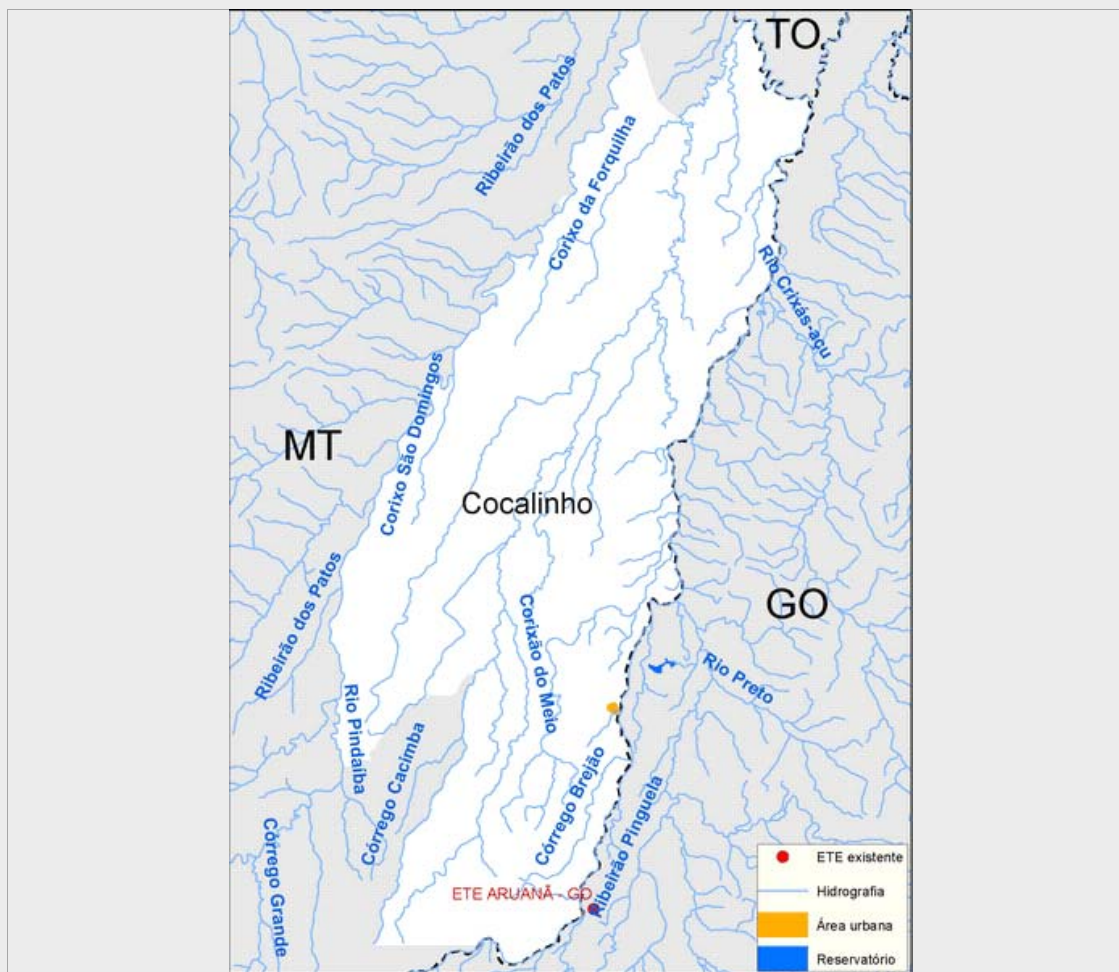 TO
Ribeirão dos Patos
Corixo da Forquilha
Rio Crixás-açu
Corixo São Domingos
MT
Cocalinho
Ribeirão dos Patos
Corixão do Meio
GO
Rio Preto
Rio Pindaíba
Córrego Cacimba
Córrego Brejão
Ribeirão Pinguela
Córrego Grande
ETE ARUANÃ - GO
ETE existente
Hidrografia
Área urbana
Reservatório